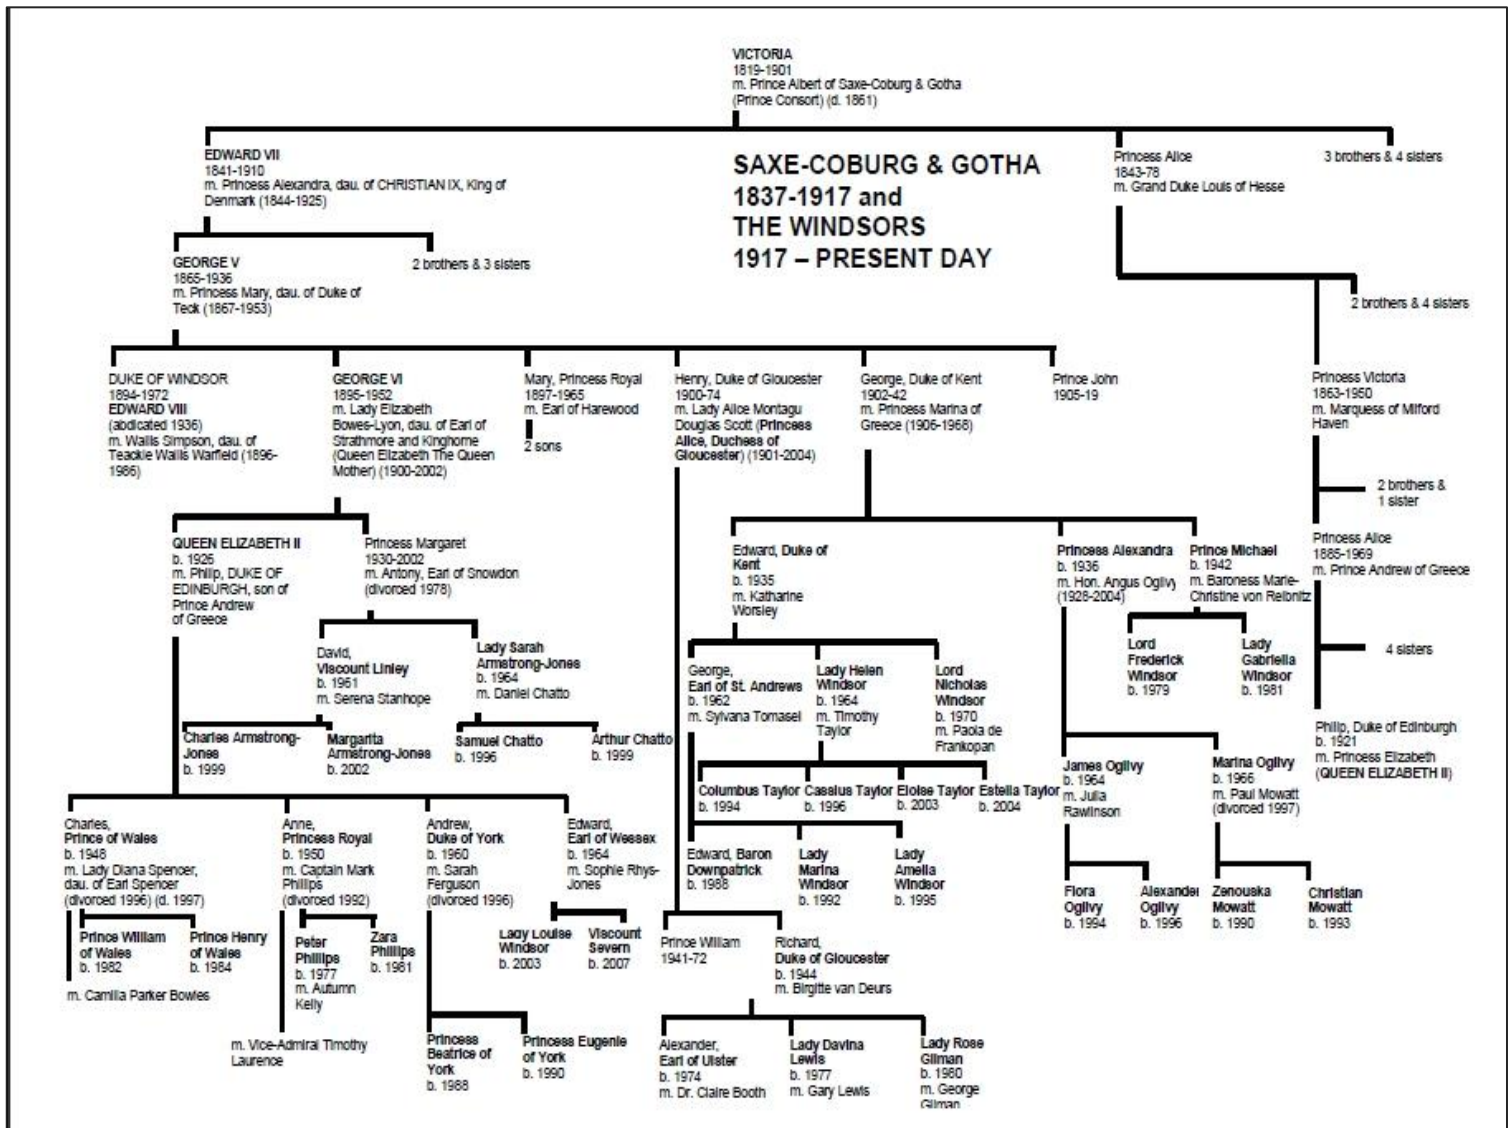 VICTORIA
1819-1901
m. Prince Albert of Saxe-Coburg & Gotha
(Prince Consort) (d. 1861)
EDWARD VII
1841-1910
m. Princess Alexandra, dau. of CHRISTIAN IX, King of
Denmark (1844-1925)
SAXE-COBURG & GOTHA
1837-1917 and
THE WINDSORS
1917 – PRESENT DAY
Princess Alice
1843-78
m. Grand Duke Louis of Hesse
3 brothers & 4 sisters
GEORGE V
1865-1936
m. Princess Mary, dau. of Duke of
Teck (1867-1953)
2 brothers & 3 sisters
2 brothers & 4 sisters
DUKE OF WINDSOR
1894-1972
EDWARD VIII
(abdicated 1936)
m. Wallis Simpson, dau. of
Teackle Wallis Warfield (1896-
1986)
GEORGE VI
1895-1952
m. Lady Elizabeth
Bowes-Lyon, dau. of Earl of
Strathmore and Kinghorne
(Queen Elizabeth The Queen
Mother) (1900-2002)
Mary, Princess Royal
1897-1965
m. Earl of Harewood
2 sons
Henry, Duke of Gloucester
1900-74
m. Lady Alice Montagu
Douglas Scott (Princess
Alice, Duchess of
Gloucester) (1901-2004)
George, Duke of Kent
1902-42
m. Princess Marina of
Greece (1906-1968)
Prince John
1905-19
Princess Victoria
1863-1950
m. Marquess of Milford
Haven
2 brothers &
1 sister
QUEEN ELIZABETH II
b. 1926
m. Philip, DUKE OF
EDINBURGH, son of
Prince Andrew
of Greece
Princess Margaret
1930-2002
m. Antony, Earl of Snowdon
(divorced 1978)
Edward, Duke of
Kent
b. 1935
m. Katharine
Worsley
Princess Alexandra
b. 1936
m. Hon. Angus Ogilvy
(1928-2004)
Prince Michael
b. 1942
m. Baroness Marie-
Christine von Reibnitz
Princess Alice
1885-1969
m. Prince Andrew of Greece
4 sisters
David,
Viscount Linley
b. 1961
m. Serena Stanhope
Lady Sarah
Armstrong-Jones
b. 1964
m. Daniel Chatto
George,
Earl of St. Andrews
b. 1962
m. Sylvana Tomasel
Lady Helen
Windsor
b. 1964
m. Timothy
Taylor
Lord
Nicholas
Windsor
b. 1970
m. Paola de
Frankopan
Lord
Frederick
Windsor
b. 1979
Lady
Gabriella
Windsor
b. 1981
Philip, Duke of Edinburgh
b. 1921
m. Princess Elizabeth
(QUEEN ELIZABETH II)
Charles Armstrong-
Jones
b. 1999
Margarita
Armstrong-Jones
b. 2002
Samuel Chatto
b. 1996
Arthur Chatto
b. 1999
Columbus Taylor
b. 1994
Cassius Taylor
b. 1996
Eloise Taylor
b. 2003
Estella Taylor
b. 2004
James Ogilvy
b. 1964
m. Julia
Rawlinson
Marina Ogilvy
b. 1966
m. Paul Mowatt
(divorced 1997)
Charles,
Prince of Wales
b. 1948
m. Lady Diana Spencer,
dau. of Earl Spencer
(divorced 1996) (d. 1997)
Anne,
Princess Royal
b. 1950
m. Captain Mark
Phillips
(divorced 1992)
Andrew,
Duke of York
b. 1960
m. Sarah
Ferguson
(divorced 1996)
Edward,
Earl of Wessex
b. 1964
m. Sophie Rhys-
Jones
Edward, Baron
Downpatrick
b. 1988
Lady
Marina
Windsor
b. 1992
Lady
Amelia
Windsor
b. 1995
Flora
Ogilvy
b. 1994
Alexander
Ogilvy
b. 1996
Zenouska
Mowatt
b. 1990
Christian
Mowatt
b. 1993
Prince William
of Wales
b. 1982
Prince Henry
of Wales
b. 1984
m. Camilla Parker Bowles
Peter
Phillips
b. 1977
m. Autumn
Kelly
Zara
Phillips
b. 1981
m. Vice-Admiral Timothy
Laurence
Lady Louise
Windsor
b. 2003
Viscount
Severn
b. 2007
Prince William
1941-72
Richard,
Duke of Gloucester
b. 1944
m. Birgitte van Deurs
Princess
Beatrice of
York
b. 1988
Princess Eugenie
of York
b. 1990
Alexander,
Earl of Ulster
b. 1974
m. Dr. Claire Booth
Lady Davina
Lewis
b. 1977
m. Gary Lewis
Lady Rose
Gilman
b. 1980
m. George
Gilman